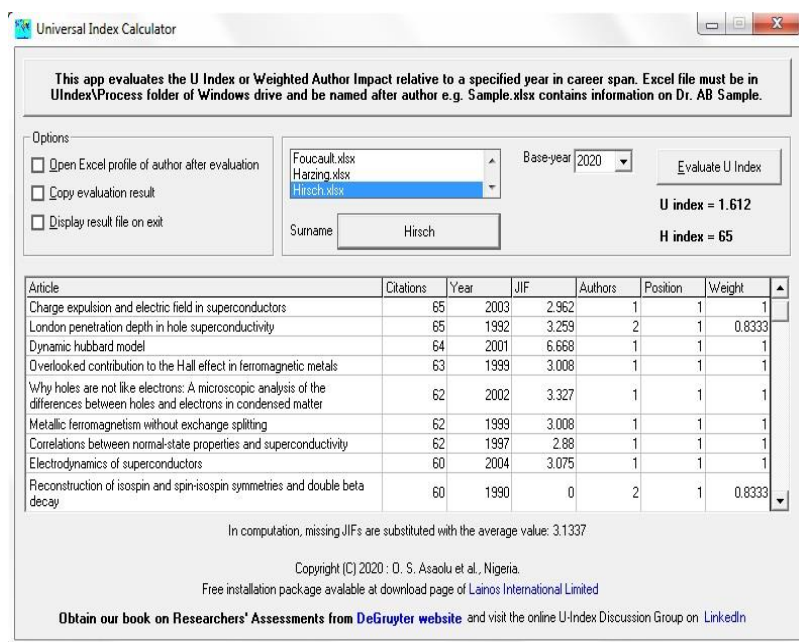 Universal Index Calculator
This app evaluates the U Index or Weighted Author Impact relative to a specified year in career span. Excel file must be in
UIndex\Process folder of Windows drive and be named after author e.g. Sample.xlsx contains information on Dr. AB Sample.
Options
Open Excel profile of author after evaluation
Copy evaluation result
Display result file on exit
Foucault.xlsx
Harzing.xlsx
Hirsch.xlsx
Surname Hirsch
Base-year 2020
Evaluate U Index
U index = 1.612
H index = 65
Article Citations Year JIF Authors Position Weight
Charge expulsion and electric field in superconductors 65 2003 2.962 1 1 1
London penetration depth in hole superconductivity 65 1992 3.259 2 1 0.8333
Dynamic hubbard model 64 2001 6.668 1 1 1
Overlooked contribution to the Hall effect in ferromagnetic metals 63 1999 3.008 1 1 1
Why holes are not like electrons: A microscopic analysis of the
differences between holes and electrons in condensed matter 62 2002 3.327 1 1 1
Metallic ferromagnetism without exchange splitting 62 1999 3.008 1 1 1
Correlations between normal-state properties and superconductivity 62 1997 2.88 1 1 1
Electrodynamics of superconductors 60 2004 3.075 1 1 1
Reconstruction of isospin and spin-isospin symmetries and double beta
decay 60 1990 0 2 1 0.8333
In computation, missing JIFs are substituted with the average value: 3.1337
Copyright (C) 2020 : O. S. Asaolu et al., Nigeria.
Free installation package available at download page of Lainos International Limited
Obtain our book on Researchers' Assessments from DeGruyter website and visit the online U-Index Discussion Group on LinkedIn